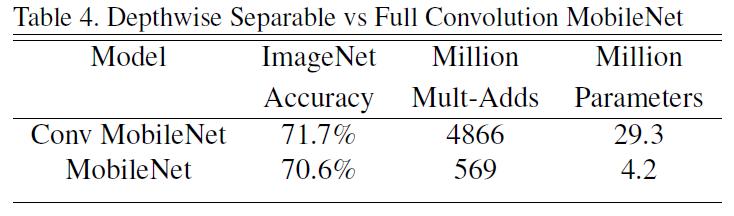 Table 4. Depthwise Separable vs Full Convolution MobileNet
Model ImageNet Million Million
Accuracy Mult-Adds Parameters
Conv MobileNet 71.7% 4866 29.3
MobileNet 70.6% 569 4.2